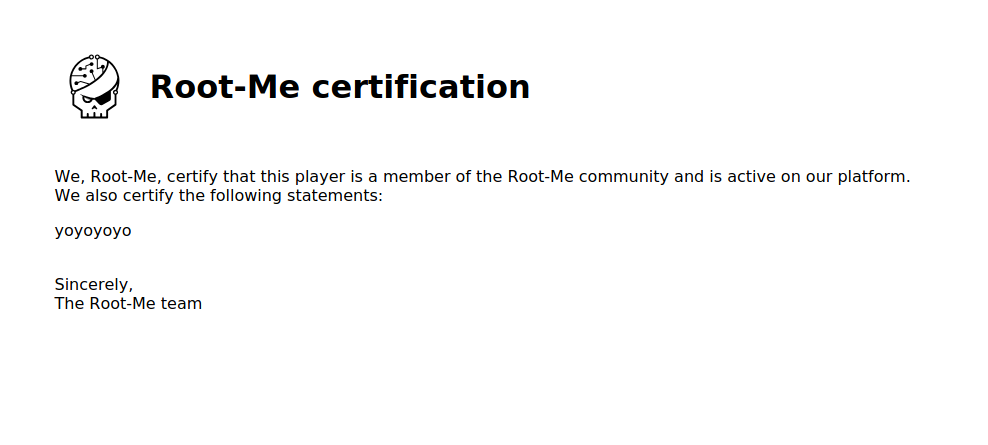 Root-Me certification
We, Root-Me, certify that this player is a member of the Root-Me community and is active on our platform.
We also certify the following statements:
yoyoyoyo
Sincerely,
The Root-Me team